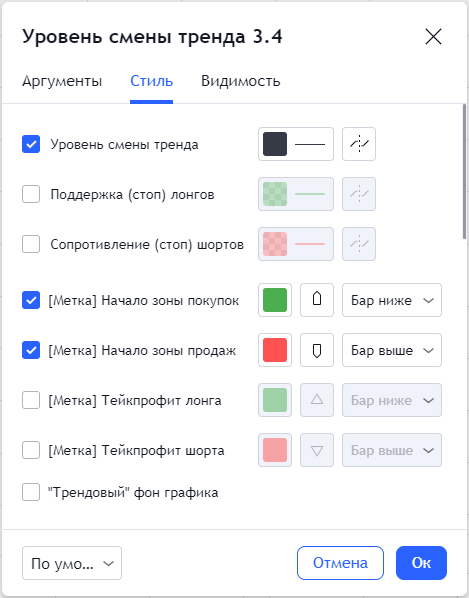 Уровень смены тренда 3.4
Аргументы Стиль Видимость
Уровень смены тренда
Поддержка (стоп) лонгов
Сопротивление (стоп) шортов
[Метка] Начало зоны покупок Бар ниже
[Метка] Начало зоны продаж Бар выше
[Метка] Тейкпрофит лонга Бар ниже
[Метка] Тейкпрофит шорта Бар выше
"Трендовый" фон графика
По умо... Отмена Ок